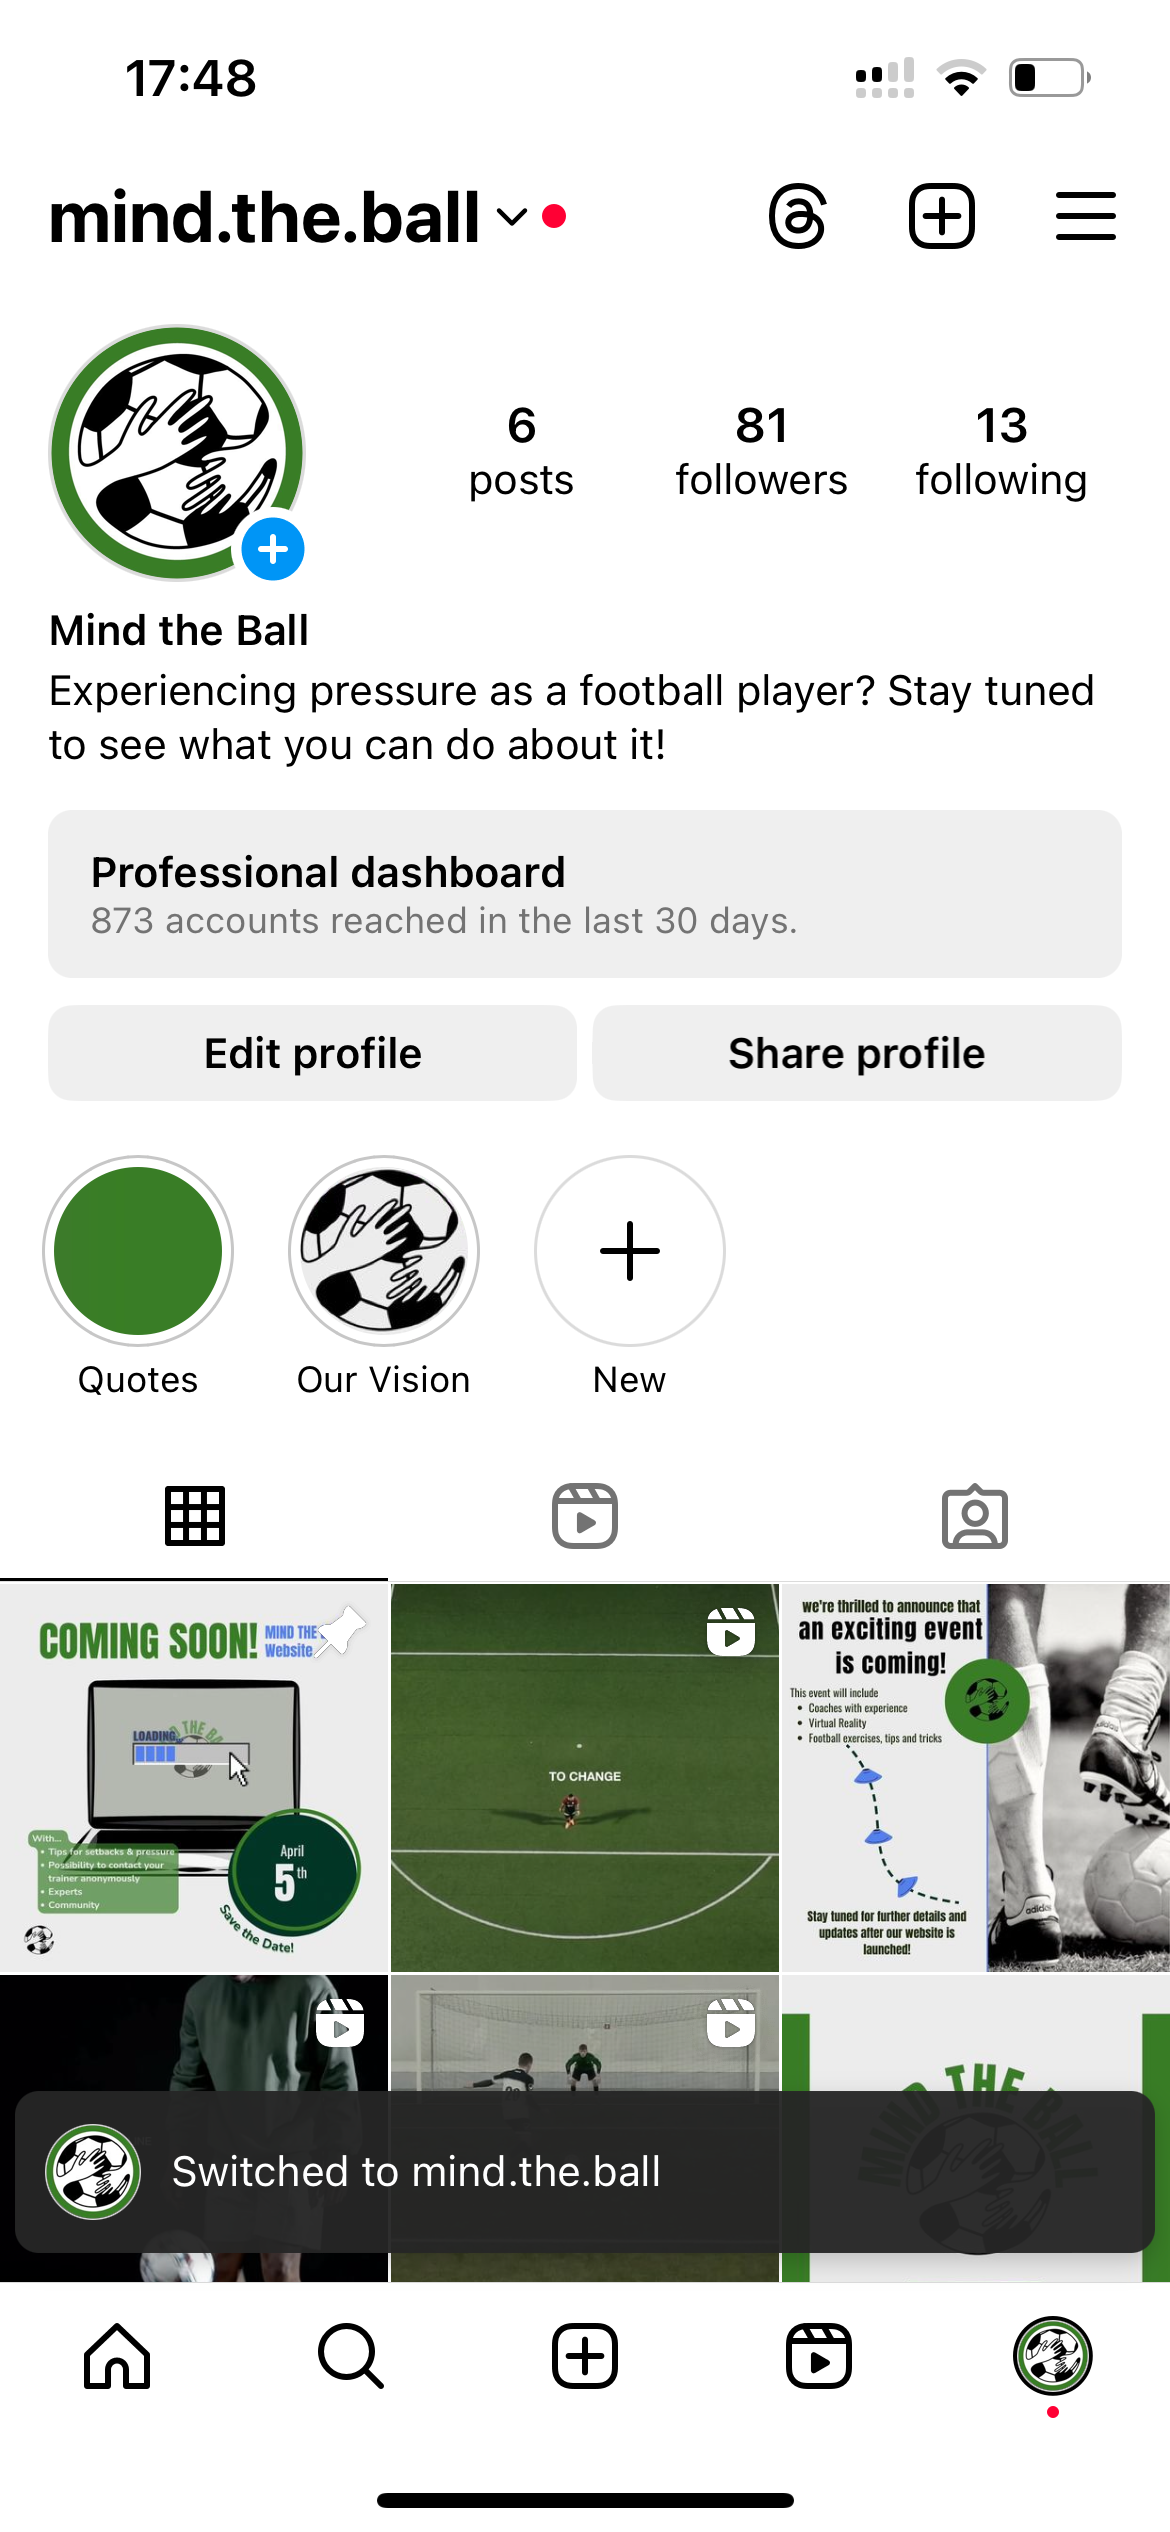 17:48
mind.the.ball
6
posts
81
followers
13
following
Mind the Ball
Experiencing pressure as a football player? Stay tuned
to see what you can do about it!
Professional dashboard
873 accounts reached in the last 30 days.
Edit profile
Share profile
Quotes
Our Vision
New
COMING SOON!
MIND THE
Website
LOADING
THE
With...
• Tips for setbacks & pressure
• Possibility to contact your
trainer anonymously
• Experts
• Community
April
5th
Save the Date!
TO CHANGE
we're thrilled to announce that
an exciting event
is coming!
This event will include
• Coaches with experience
• Virtual Reality
• Football exercises, tips and tricks
Stay tuned for further details and
updates after our website is
launched!
adidas
adidas
MIND THE BALL
Switched to mind.the.ball